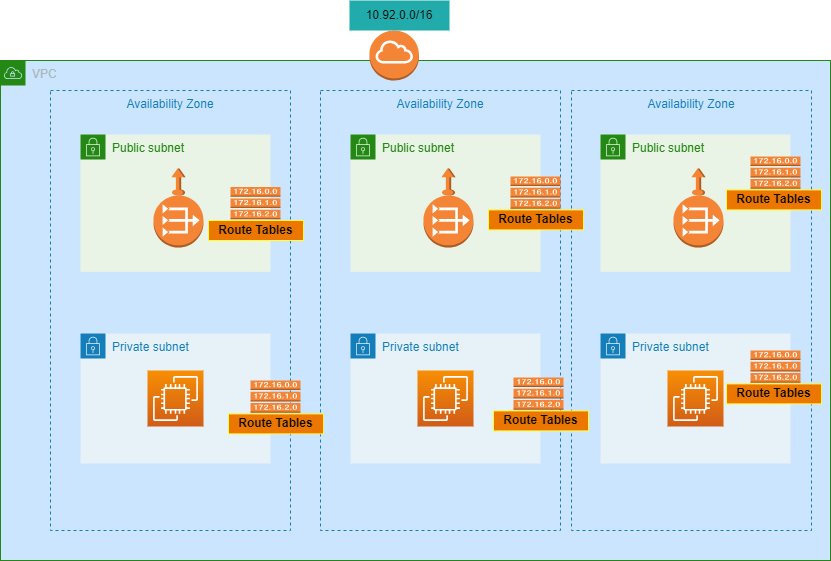 10.92.0.0/16
VPC
Availability Zone
Availability Zone
Availability Zone
Public subnet
172.16.0.0
172.16.1.0
172.16.2.0
Route Tables
Public subnet
172.16.0.0
172.16.1.0
172.16.2.0
Route Tables
Public subnet
172.16.0.0
172.16.1.0
172.16.2.0
Route Tables
Private subnet
172.16.0.0
172.16.1.0
172.16.2.0
Route Tables
Private subnet
172.16.0.0
172.16.1.0
172.16.2.0
Route Tables
Private subnet
172.16.0.0
172.16.1.0
172.16.2.0
Route Tables